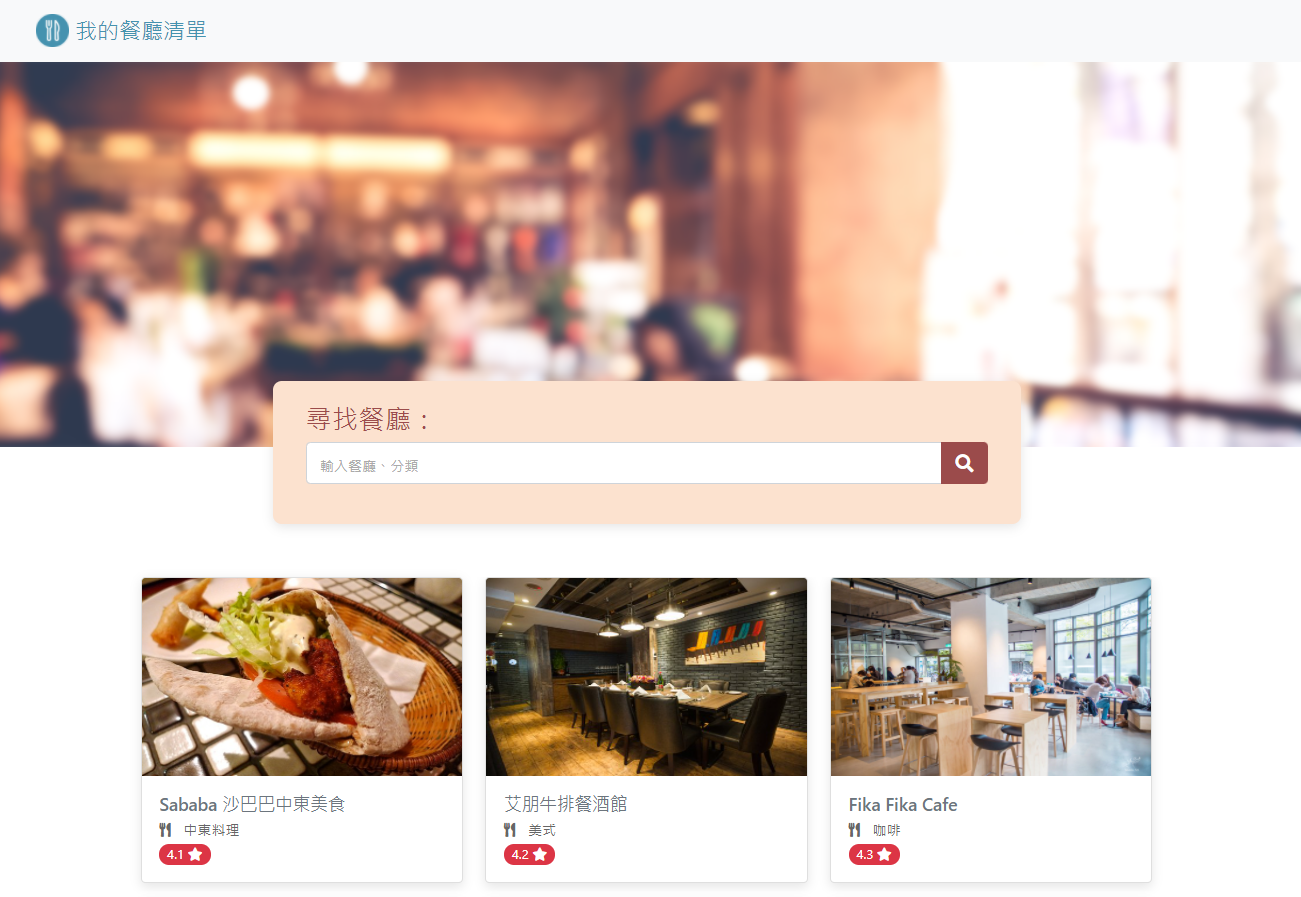 我的餐廳清單
尋找餐廳：
輸入餐廳、分類
Sababa 沙巴巴中東美食
中東料理
4.1
艾朋牛排餐酒館
美式
4.2
Fika Fika Cafe
咖啡
4.3